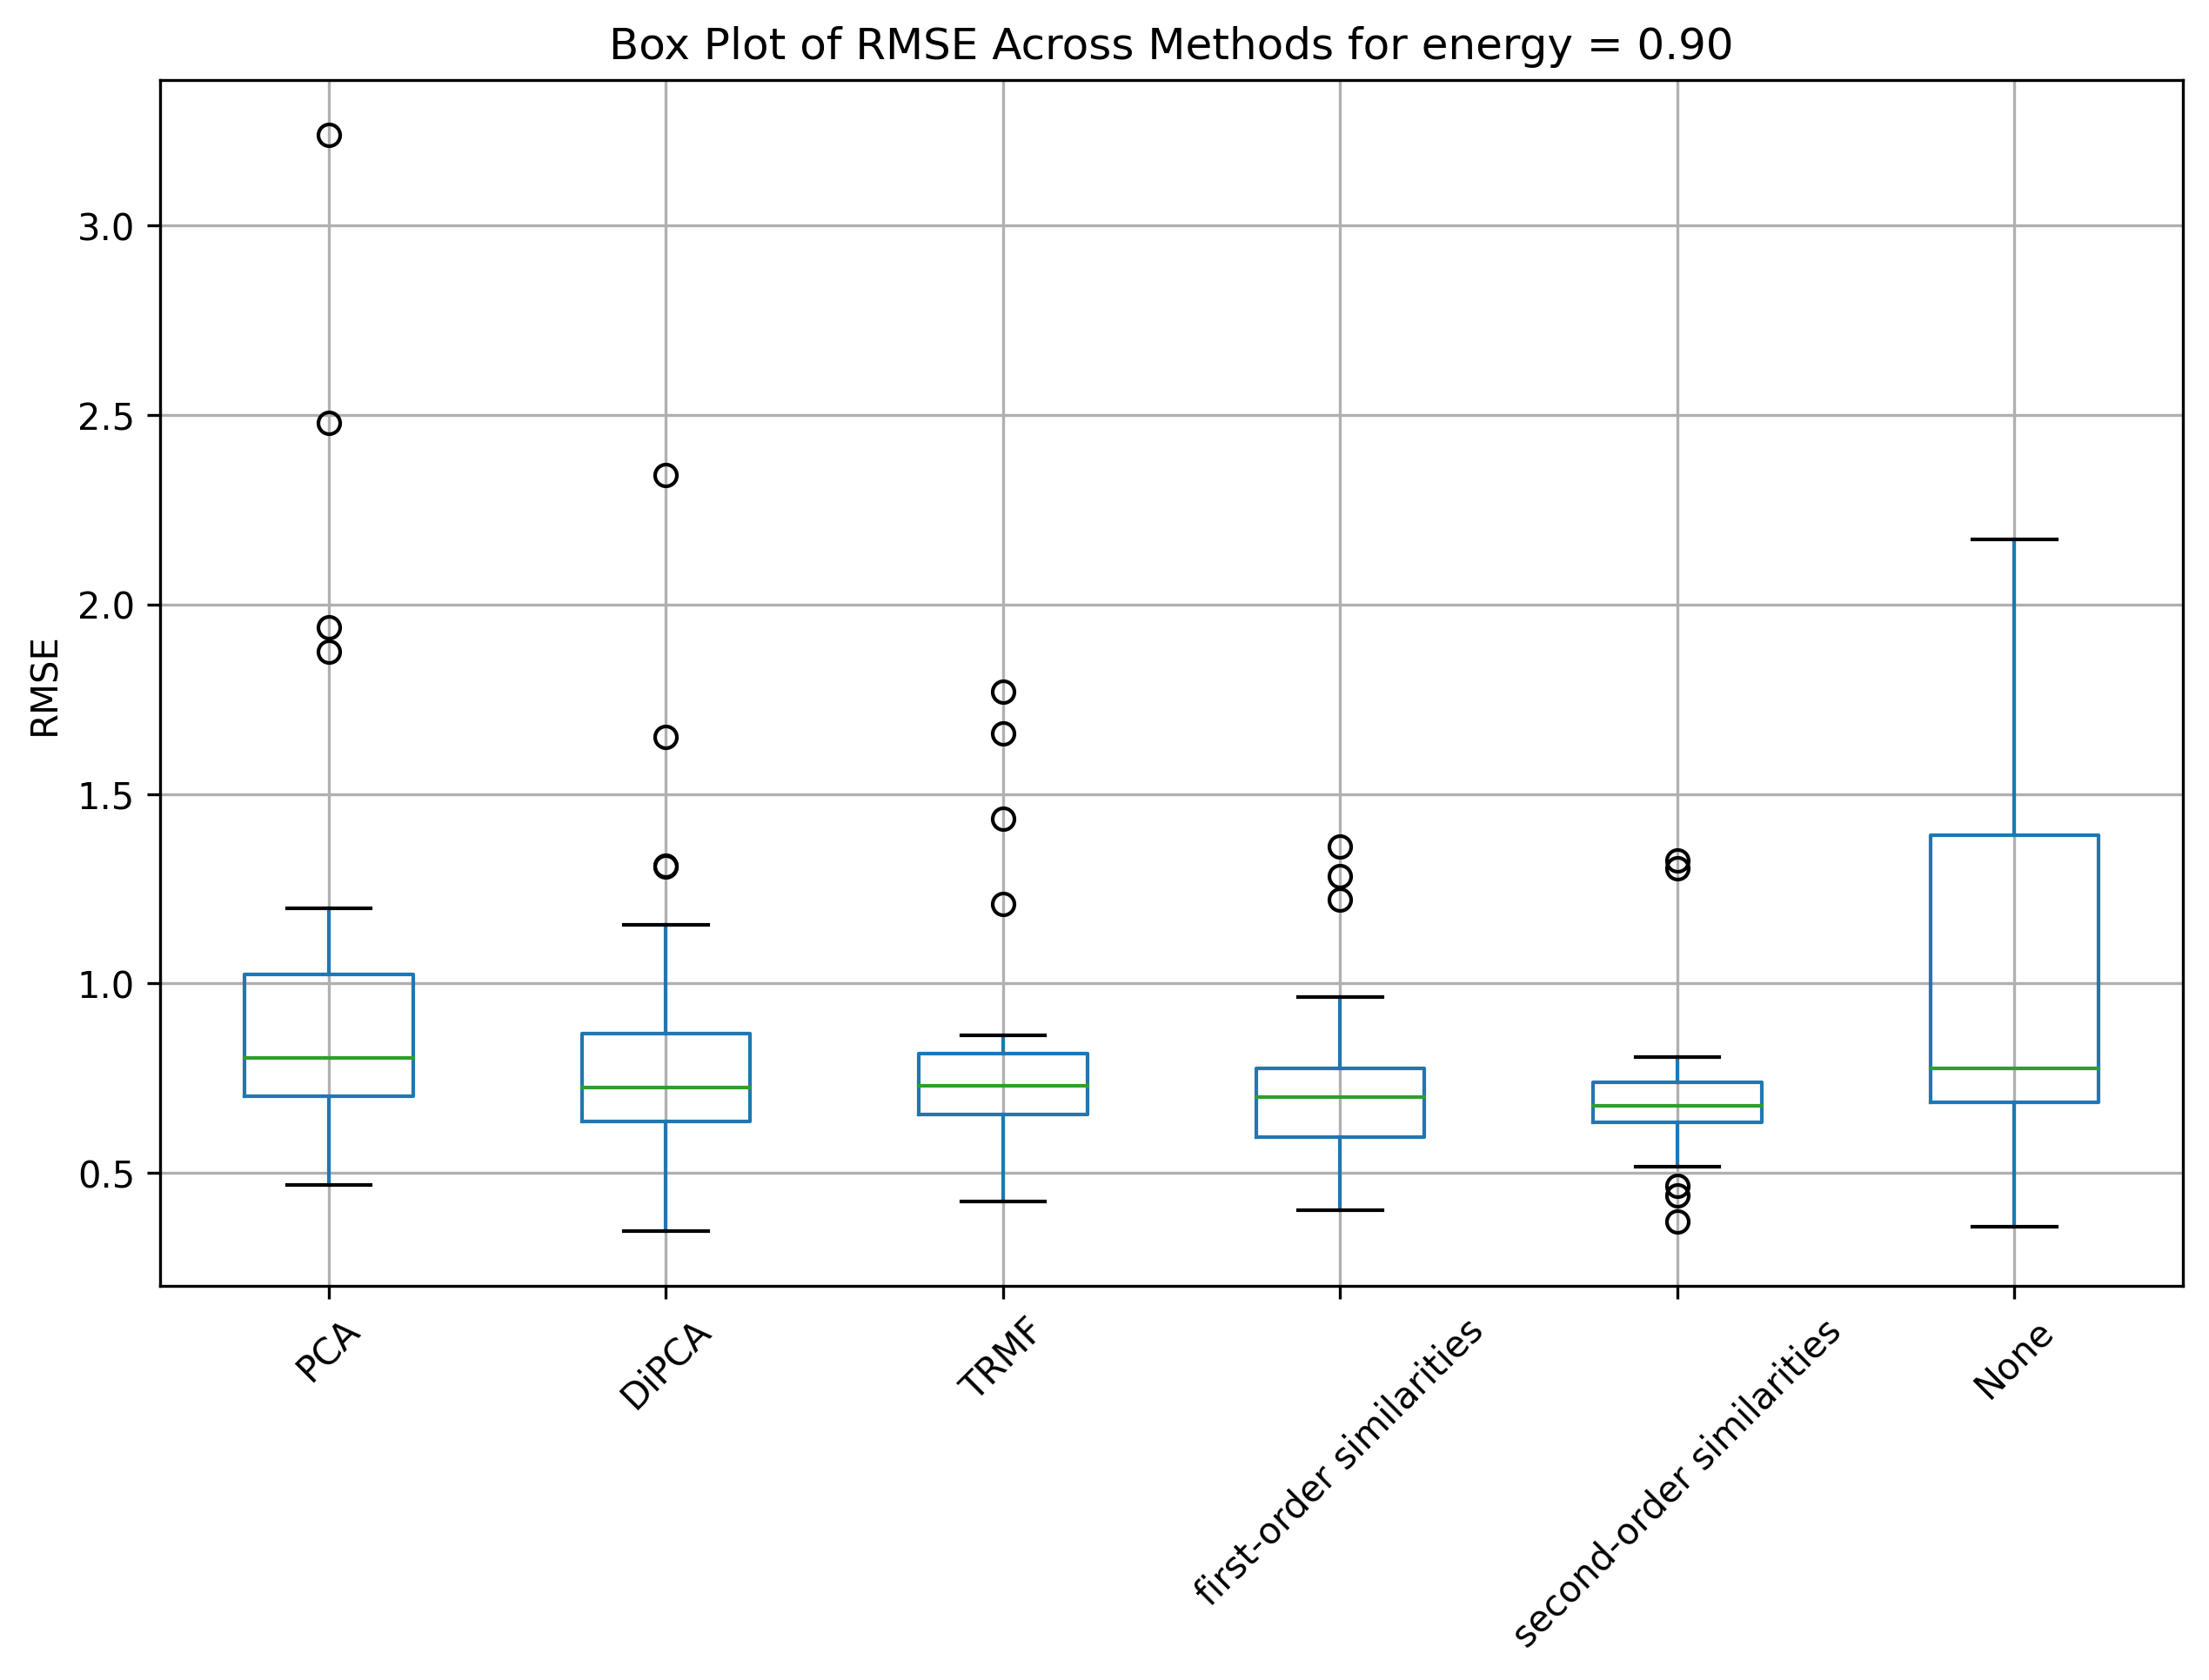 Box Plot of RMSE Across Methods for energy = 0.90
RMSE
3.0
2.5
2.0
1.5
1.0
0.5
PCA
DiPCA
TRMF
first-order similarities
second-order similarities
None